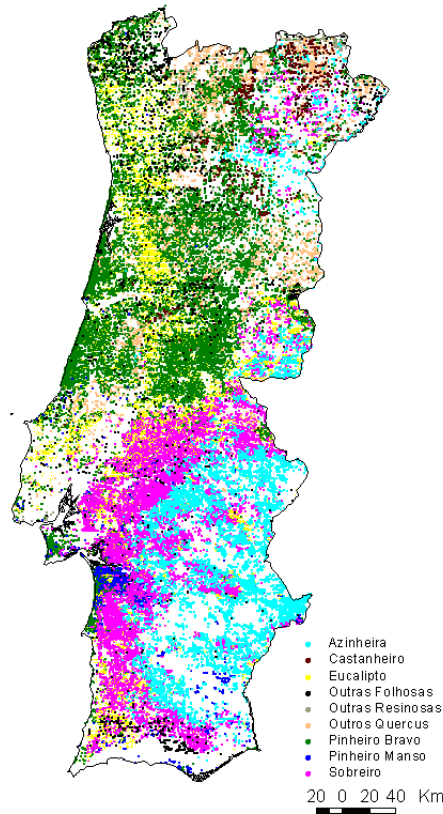 Azinheira
Castanheiro
Eucalipto
Outras Folhosas
Outras Resinosas
Outros Quercus
Pinheiro Bravo
Pinheiro Manso
Sobreiro
20 0 20 40 Km